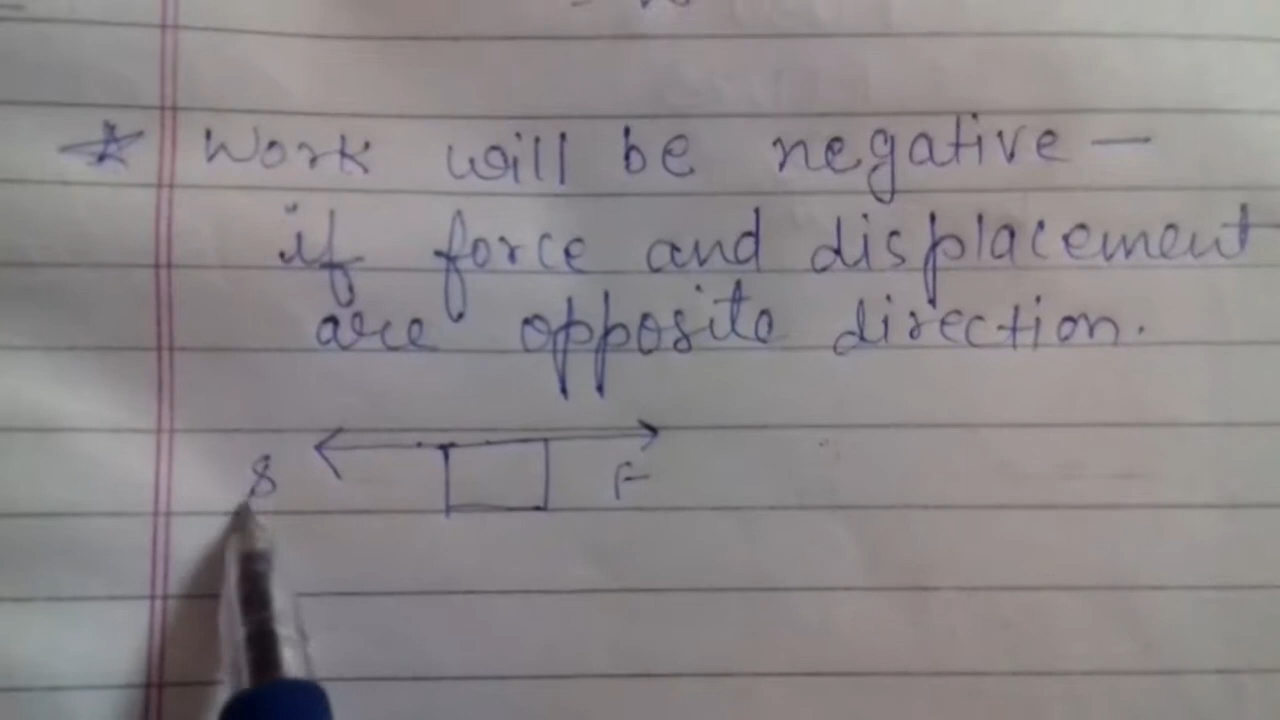 * Work will be negative —
if force and displacement
are opposite direction.
S F